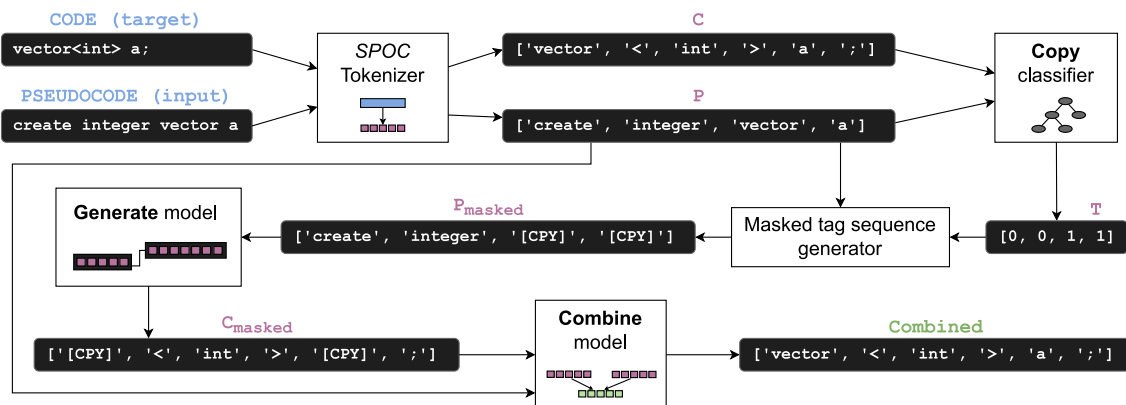 CODE (target)
vector<int> a;
PSEUDOCODE (input)
create integer vector a
SPOC
Tokenizer
C
['vector', '<', 'int', '>', 'a', ';']
P
['create', 'integer', 'vector', 'a']
Copy
classifier
T
[0, 0, 1, 1]
Masked tag sequence
generator
Pmasked
['create', 'integer', '[CPY]', '[CPY]']
Generate model
Cmasked
['[CPY]', '<', 'int', '>', '[CPY]', ';']
Combine
model
Combined
['vector', '<', 'int', '>', 'a', ';']